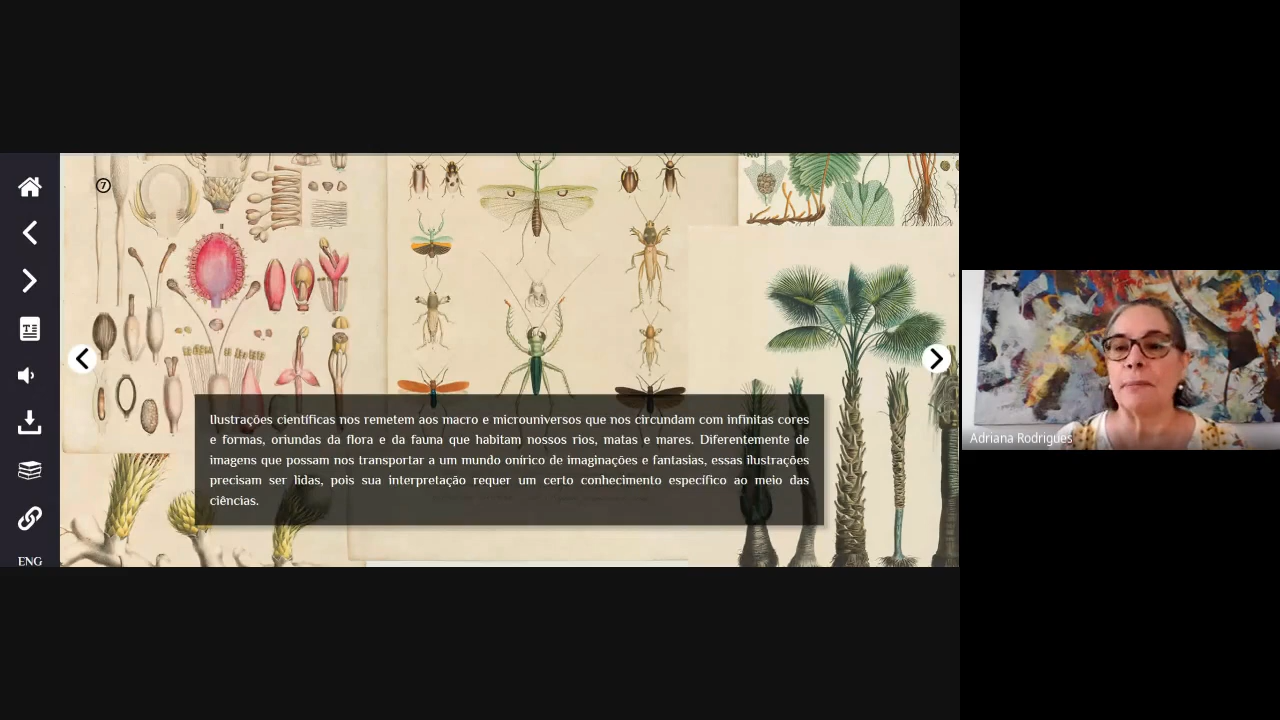 7
Ilustrações científicas nos remetem aos macro e microuniversos que nos circundam com infinitas cores
e formas, oriundas da flora e da fauna que habitam nossos rios, matas e mares. Diferentemente de
imagens que possam nos transportar a um mundo onírico de imaginações e fantasias, essas ilustrações
precisam ser lidas, pois sua interpretação requer um certo conhecimento específico ao meio das
ciências.
ENG
Adriana Rodrigues